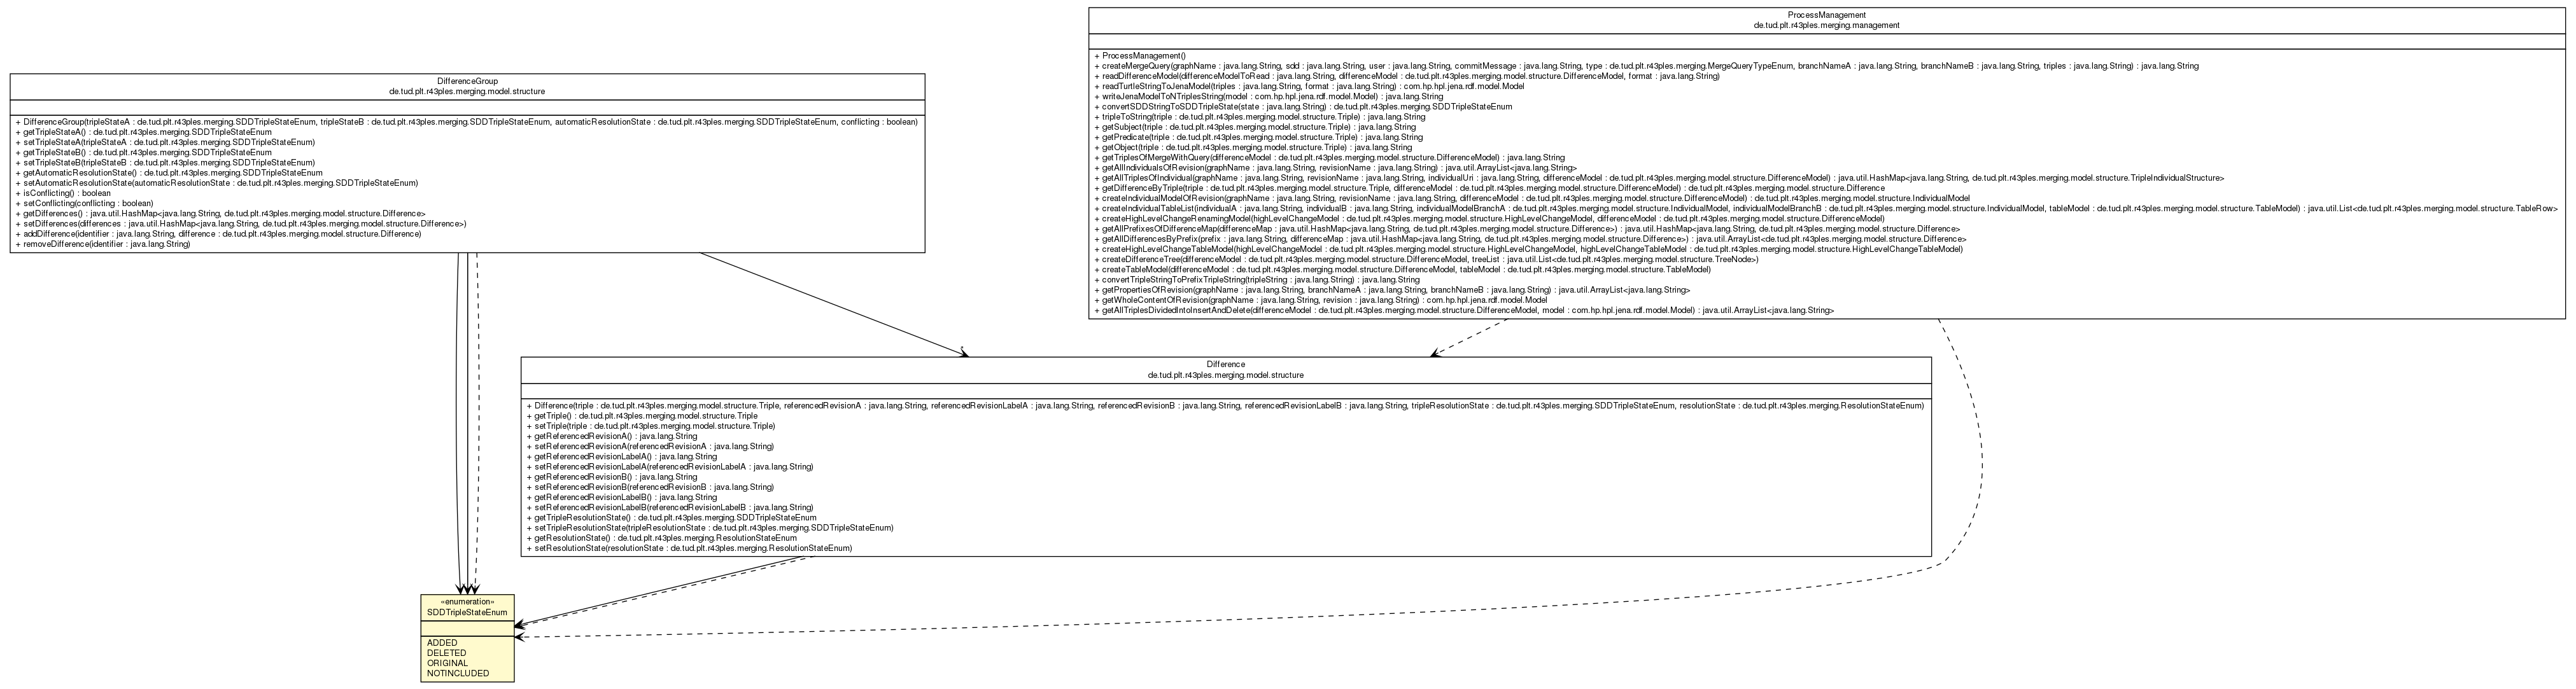 ProcessManagement
de.tud.plt.r43ples.merging.management
+ ProcessManagement()
+ createMergeQuery(graphName : java.lang.String, sdd : java.lang.String, user : java.lang.String, commitMessage : java.lang.String, type : de.tud.plt.r43ples.merging.MergeQueryTypeEnum, branchNameA : java.lang.String, branchNameB : java.lang.String, triples : java.lang.String) : java.lang.String
+ readDifferenceModel(differenceModelToRead : java.lang.String, differenceModel : de.tud.plt.r43ples.merging.model.structure.DifferenceModel, format : java.lang.String)
+ readTurtleStringToJenaModel(triples : java.lang.String, format : java.lang.String) : com.hp.hpl.jena.rdf.model.Model
+ writeJenaModelToNTriplesString(model : com.hp.hpl.jena.rdf.model.Model) : java.lang.String
+ convertSDDStringToSDDTripleState(state : java.lang.String) : de.tud.plt.r43ples.merging.SDDTripleStateEnum
+ tripleToString(triple : de.tud.plt.r43ples.merging.model.structure.Triple) : java.lang.String
+ getSubject(triple : de.tud.plt.r43ples.merging.model.structure.Triple) : java.lang.String
+ getPredicate(triple : de.tud.plt.r43ples.merging.model.structure.Triple) : java.lang.String
+ getObject(triple : de.tud.plt.r43ples.merging.model.structure.Triple) : java.lang.String
+ getTriplesOfMergeWithQuery(differenceModel : de.tud.plt.r43ples.merging.model.structure.DifferenceModel) : java.lang.String
+ getAllIndividualsOfRevision(graphName : java.lang.String, revisionName : java.lang.String) : java.util.ArrayList<java.lang.String>
+ getAllTriplesOfIndividual(graphName : java.lang.String, revisionName : java.lang.String, individualUri : java.lang.String, differenceModel : de.tud.plt.r43ples.merging.model.structure.DifferenceModel) : java.util.HashMap<java.lang.String, de.tud.plt.r43ples.merging.model.structure.TripleIndividualStructure>
+ getDifferenceByTriple(triple : de.tud.plt.r43ples.merging.model.structure.Triple, differenceModel : de.tud.plt.r43ples.merging.model.structure.DifferenceModel) : de.tud.plt.r43ples.merging.model.structure.Difference
+ createIndividualModelOfRevision(graphName : java.lang.String, revisionName : java.lang.String, differenceModel : de.tud.plt.r43ples.merging.model.structure.DifferenceModel) : de.tud.plt.r43ples.merging.model.structure.IndividualModel
+ createIndividualTableList(individualA : java.lang.String, individualB : java.lang.String, individualModelBranchA : de.tud.plt.r43ples.merging.model.structure.IndividualModel, individualModelBranchB : de.tud.plt.r43ples.merging.model.structure.IndividualModel, tableModel : de.tud.plt.r43ples.merging.model.structure.TableModel) : java.util.List<de.tud.plt.r43ples.merging.model.structure.TableRow>
+ createHighLevelChangeRenamingModel(highLevelChangeModel : de.tud.plt.r43ples.merging.model.structure.HighLevelChangeModel, differenceModel : de.tud.plt.r43ples.merging.model.structure.DifferenceModel)
+ getAllPrefixesOfDifferenceMap(differenceMap : java.util.HashMap<java.lang.String, de.tud.plt.r43ples.merging.model.structure.Difference>) : java.util.HashMap<java.lang.String, de.tud.plt.r43ples.merging.model.structure.Difference>
+ getAllDifferencesByPrefix(prefix : java.lang.String, differenceMap : java.util.HashMap<java.lang.String, de.tud.plt.r43ples.merging.model.structure.Difference>) : java.util.ArrayList<de.tud.plt.r43ples.merging.model.structure.Difference>
+ createHighLevelChangeTableModel(highLevelChangeModel : de.tud.plt.r43ples.merging.model.structure.HighLevelChangeModel, highLevelChangeTableModel : de.tud.plt.r43ples.merging.model.structure.HighLevelChangeTableModel)
+ createDifferenceTree(differenceModel : de.tud.plt.r43ples.merging.model.structure.DifferenceModel, treeList : java.util.List<de.tud.plt.r43ples.merging.model.structure.TreeNode>)
+ createTableModel(differenceModel : de.tud.plt.r43ples.merging.model.structure.DifferenceModel, tableModel : de.tud.plt.r43ples.merging.model.structure.TableModel)
+ convertTripleStringToPrefixTripleString(tripleString : java.lang.String) : java.lang.String
+ getPropertiesOfRevision(graphName : java.lang.String, branchNameA : java.lang.String, branchNameB : java.lang.String) : java.util.ArrayList<java.lang.String>
+ getWholeContentOfRevision(graphName : java.lang.String, revision : java.lang.String) : com.hp.hpl.jena.rdf.model.Model
+ getAllTriplesDividedIntoInsertAndDelete(differenceModel : de.tud.plt.r43ples.merging.model.structure.DifferenceModel, model : com.hp.hpl.jena.rdf.model.Model) : java.util.ArrayList<java.lang.String>
DifferenceGroup
de.tud.plt.r43ples.merging.model.structure
+ DifferenceGroup(tripleStateA : de.tud.plt.r43ples.merging.SDDTripleStateEnum, tripleStateB : de.tud.plt.r43ples.merging.SDDTripleStateEnum, automaticResolutionState : de.tud.plt.r43ples.merging.SDDTripleStateEnum, conflicting : boolean)
+ getTripleStateA() : de.tud.plt.r43ples.merging.SDDTripleStateEnum
+ setTripleStateA(tripleStateA : de.tud.plt.r43ples.merging.SDDTripleStateEnum)
+ getTripleStateB() : de.tud.plt.r43ples.merging.SDDTripleStateEnum
+ setTripleStateB(tripleStateB : de.tud.plt.r43ples.merging.SDDTripleStateEnum)
+ getAutomaticResolutionState() : de.tud.plt.r43ples.merging.SDDTripleStateEnum
+ setAutomaticResolutionState(automaticResolutionState : de.tud.plt.r43ples.merging.SDDTripleStateEnum)
+ isConflicting() : boolean
+ setConflicting(conflicting : boolean)
+ getDifferences() : java.util.HashMap<java.lang.String, de.tud.plt.r43ples.merging.model.structure.Difference>
+ setDifferences(differences : java.util.HashMap<java.lang.String, de.tud.plt.r43ples.merging.model.structure.Difference>)
+ addDifference(identifier : java.lang.String, difference : de.tud.plt.r43ples.merging.model.structure.Difference)
+ removeDifference(identifier : java.lang.String)
Difference
de.tud.plt.r43ples.merging.model.structure
+ Difference(triple : de.tud.plt.r43ples.merging.model.structure.Triple, referencedRevisionA : java.lang.String, referencedRevisionLabelA : java.lang.String, referencedRevisionB : java.lang.String, referencedRevisionLabelB : java.lang.String, tripleResolutionState : de.tud.plt.r43ples.merging.SDDTripleStateEnum, resolutionState : de.tud.plt.r43ples.merging.ResolutionStateEnum)
+ getTriple() : de.tud.plt.r43ples.merging.model.structure.Triple
+ setTriple(triple : de.tud.plt.r43ples.merging.model.structure.Triple)
+ getReferencedRevisionA() : java.lang.String
+ setReferencedRevisionA(referencedRevisionA : java.lang.String)
+ getReferencedRevisionLabelA() : java.lang.String
+ setReferencedRevisionLabelA(referencedRevisionLabelA : java.lang.String)
+ getReferencedRevisionB() : java.lang.String
+ setReferencedRevisionB(referencedRevisionB : java.lang.String)
+ getReferencedRevisionLabelB() : java.lang.String
+ setReferencedRevisionLabelB(referencedRevisionLabelB : java.lang.String)
+ getTripleResolutionState() : de.tud.plt.r43ples.merging.SDDTripleStateEnum
+ setTripleResolutionState(tripleResolutionState : de.tud.plt.r43ples.merging.SDDTripleStateEnum)
+ getResolutionState() : de.tud.plt.r43ples.merging.ResolutionStateEnum
+ setResolutionState(resolutionState : de.tud.plt.r43ples.merging.ResolutionStateEnum)
«enumeration»
SDDTripleStateEnum
ADDED
DELETED
ORIGINAL
NOTINCLUDED